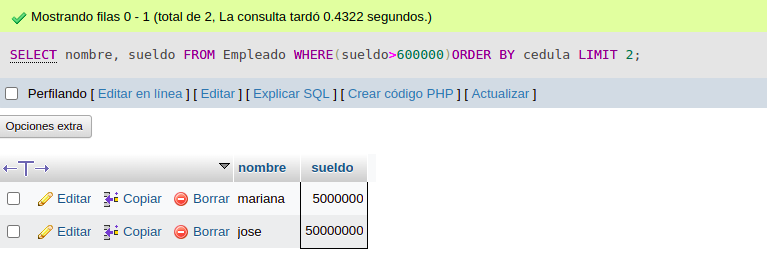 Mostrando filas 0 - 1 (total de 2, La consulta tardó 0.4322 segundos.)
SELECT nombre, sueldo FROM Empleado WHERE(sueldo>600000)ORDER BY cedula LIMIT 2;
Perfilando [ Editar en línea ] [ Editar ] [ Explicar SQL ] [ Crear código PHP ] [ Actualizar ]
Opciones extra
←T→ nombre sueldo
Editar Copiar Borrar mariana 5000000
Editar Copiar Borrar jose 50000000